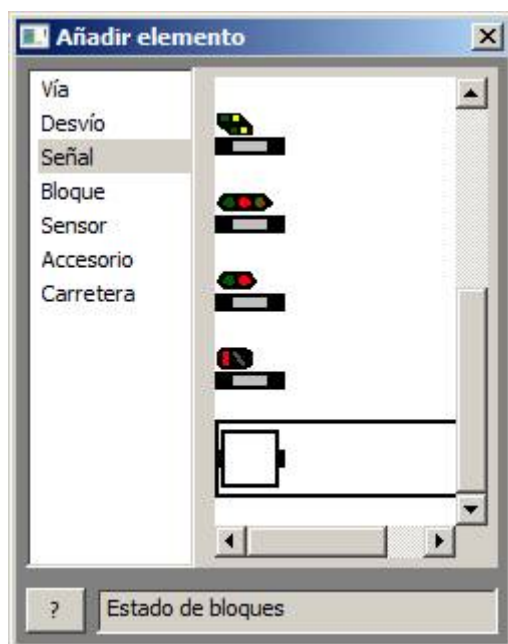 Añadir elemento
Vía
Desvío
Señal
Bloque
Sensor
Accesorio
Carretera
?
Estado de bloques